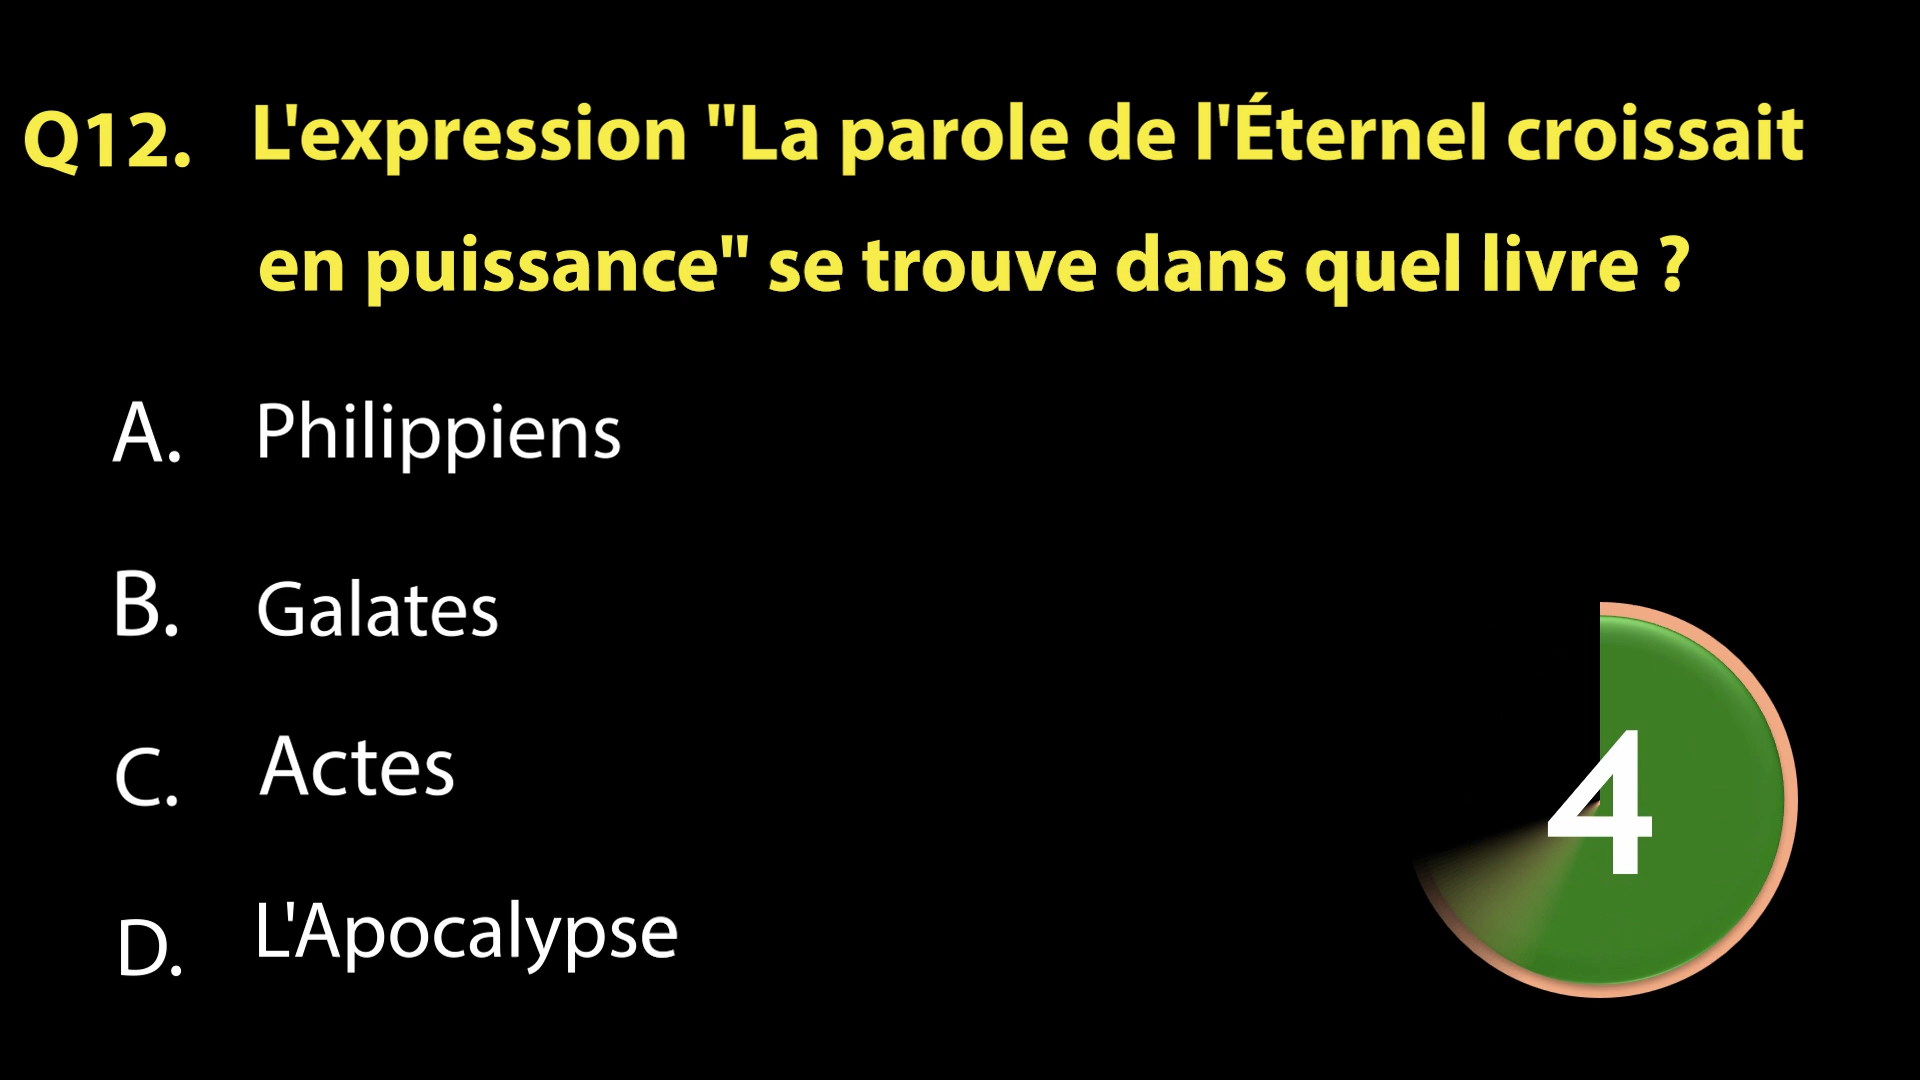 Q12. L'expression "La parole de l'Éternel croissait
en puissance" se trouve dans quel livre ?
A. Philippiens
B. Galates
C. Actes
D. L'Apocalypse
4